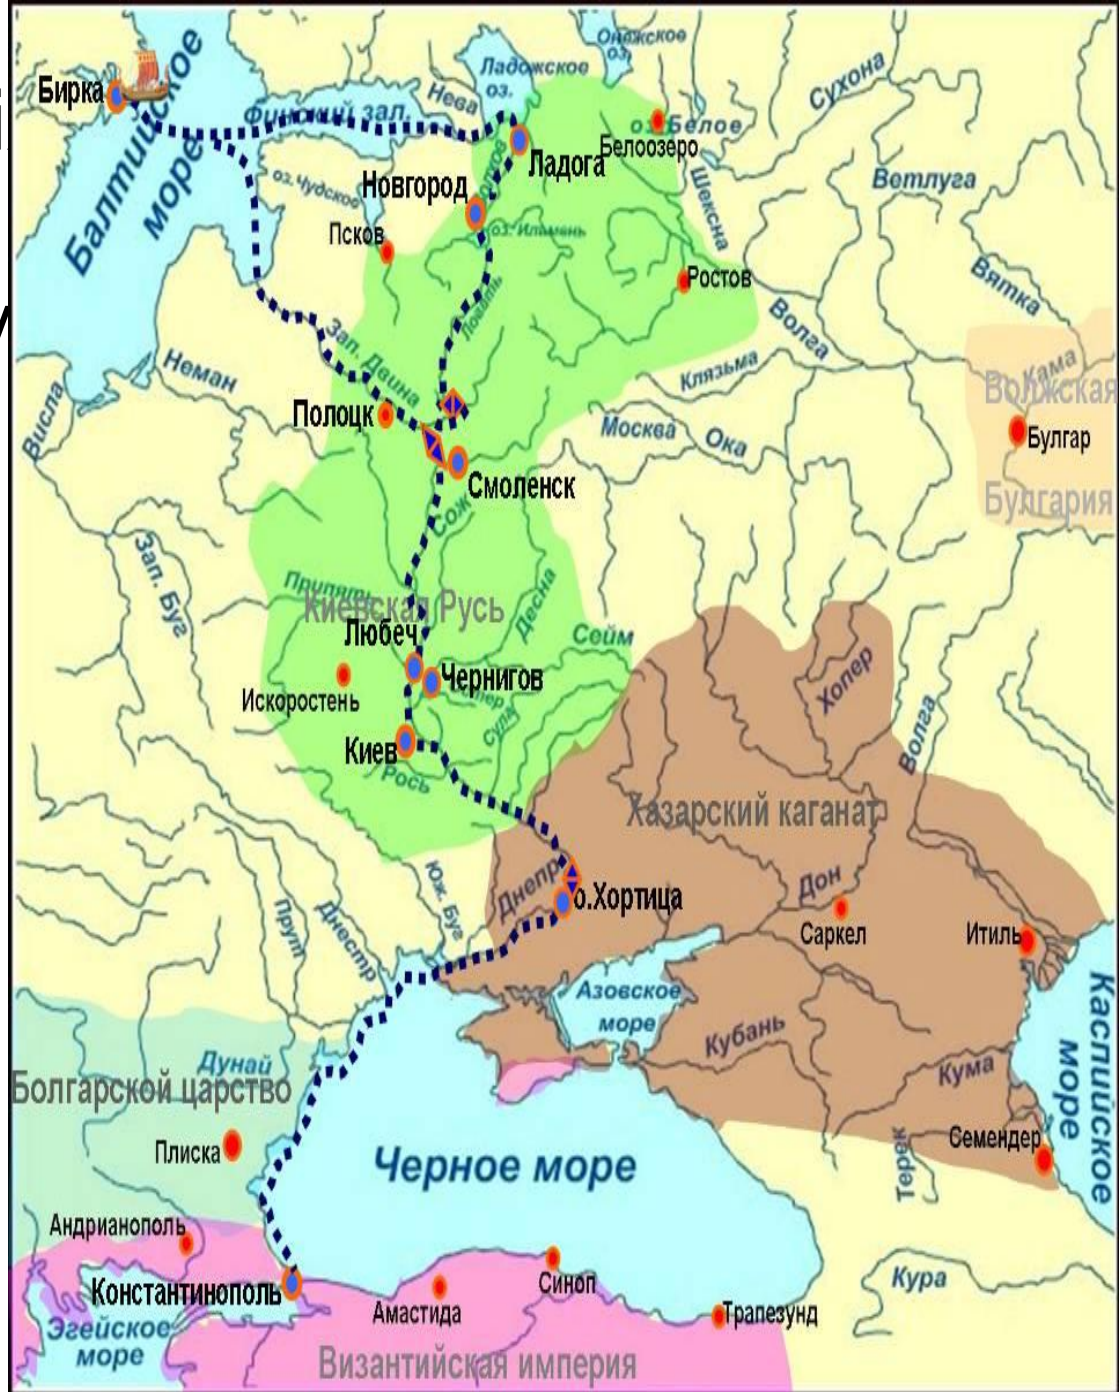 Онежское
оз.
Ладожское
оз.
Сухона
Бирка
Балтийское
море
Финский зал.
Нева
оз. Белое
Белоозеро
Ладога
Волхов
Новгород
Ветлуга
Шексна
оз. Чудское
Псков
оз. Ильмень
Ростов
Вятка
Ловать
Волга
Зап. Двина
Неман
Клязьма
Кама
Волжская
Висла
Полоцк
Москва
Ока
Булгар
Смоленск
Булгария
Сож
Зап. Буг
Припять
Киевская Русь
Десна
Любеч
Сейм
Чернигов
Остер
Искоростень
Сула
Хопер
Волга
Киев
Рось
Хазарский каганат
Днепр
о.Хортица
Юж. Буг
Дон
Прут
Днестр
Саркел
Итиль
Азовское
море
Каспийское
море
Кубань
Дунай
Кума
Болгарской царство
Плиска
Семендер
Черное море
Терек
Андрианополь
Константинополь
Синоп
Кура
Амастида
Трапезунд
Эгейское
море
Византийская империя